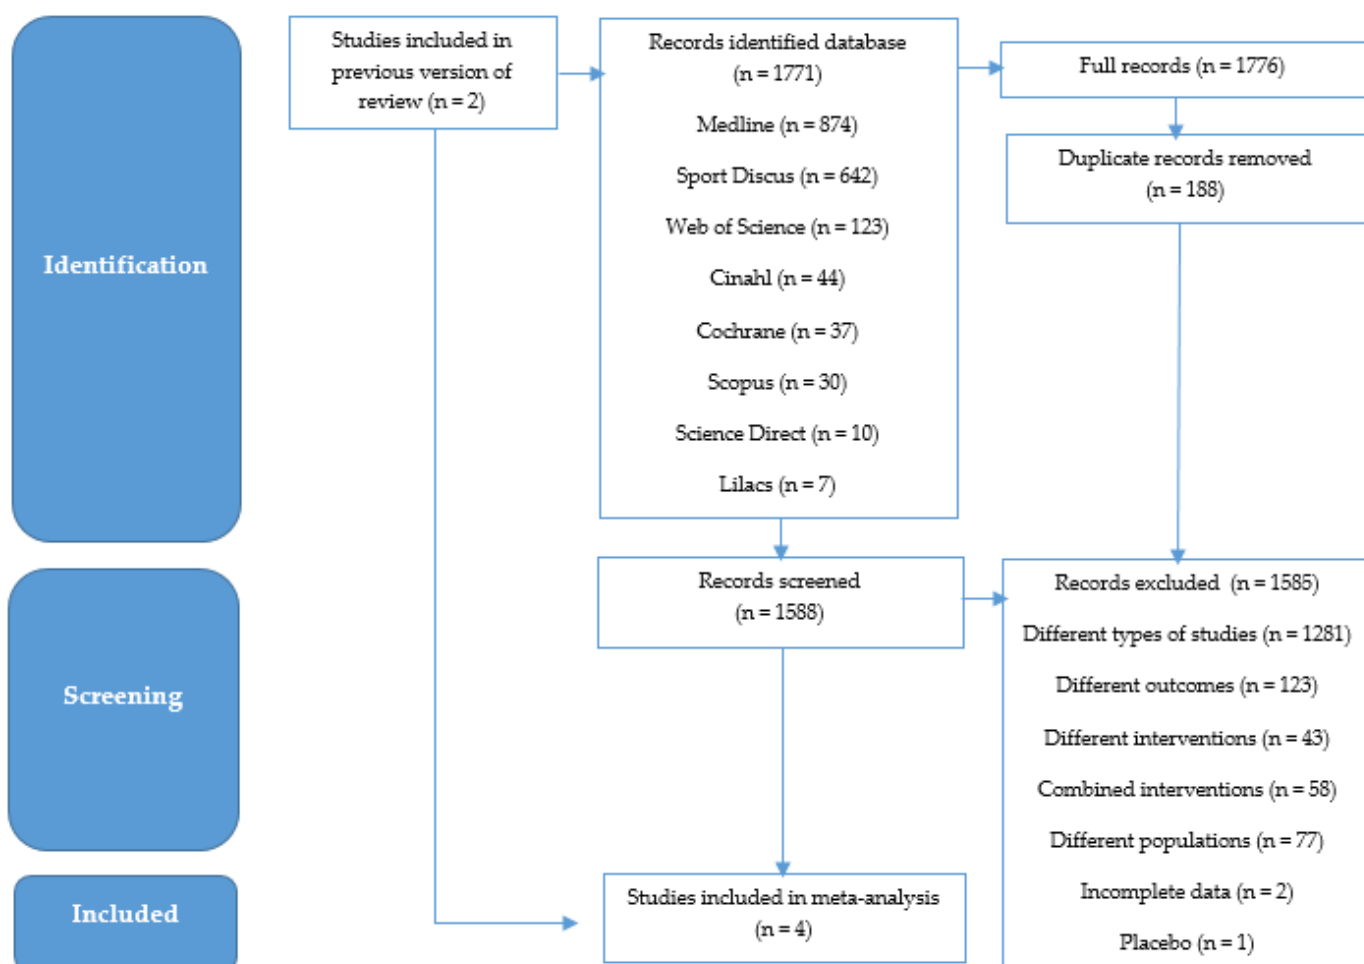 Identification
Studies included in
previous version of
review (n = 2)
Records identified database
(n = 1771)
Medline (n = 874)
Sport Discus (n = 642)
Web of Science (n = 123)
Cinahl (n = 44)
Cochrane (n = 37)
Scopus (n = 30)
Science Direct (n = 10)
Lilacs (n = 7)
Full records (n = 1776)
Duplicate records removed
(n = 188)
Screening
Records screened
(n = 1588)
Records excluded (n = 1585)
Different types of studies (n = 1281)
Different outcomes (n = 123)
Different interventions (n = 43)
Combined interventions (n = 58)
Different populations (n = 77)
Incomplete data (n = 2)
Placebo (n = 1)
Included
Studies included in meta-analysis
(n = 4)